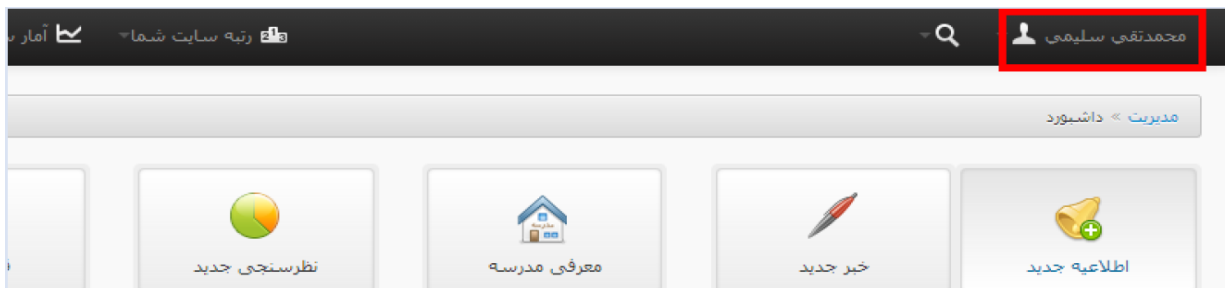 محمدتقی سلیمی
رتبه سایت شما
آمار
مدیریت » داشبورد
اطلاعیه جدید
خبر جدید
معرفی مدرسه
مدرسه
نظرسنجی جدید